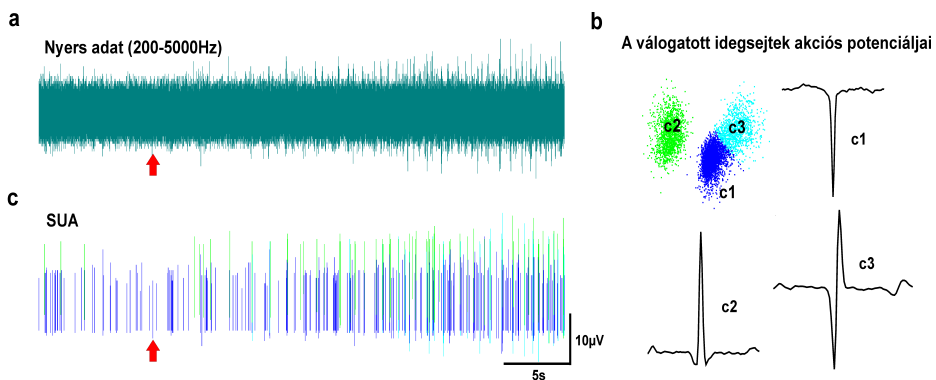 a
Nyers adat (200-5000Hz)
c
SUA
10µV
5s
b
A válogatott idegsejtek akciós potenciáljai
c2
c3
c1
c1
c2
c3